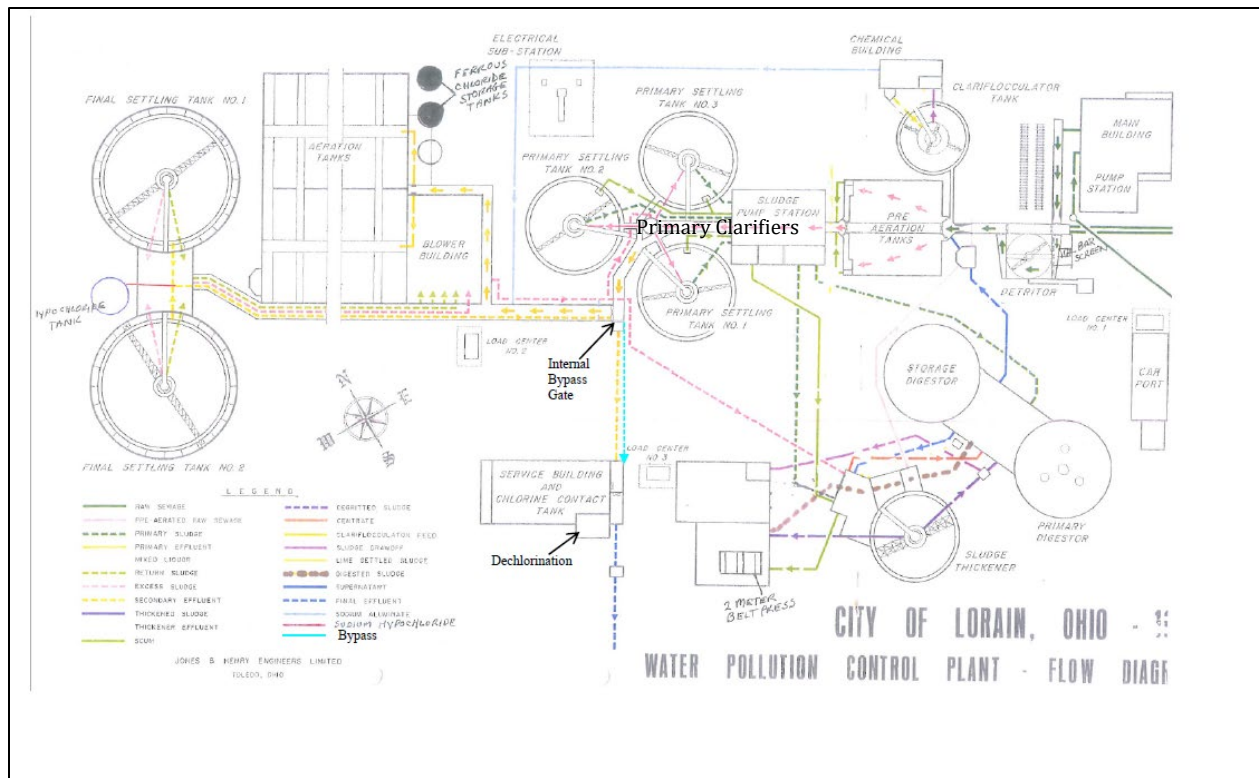 ELECTRICAL
SUB-STATION
CHEMICAL
BUILDING
CLARIFLOCCULATOR
TANK
FINAL SETTLING TANK NO. 1
FERROUS
CHLORIDE
STORAGE
TANKS
PRIMARY SETTLING
TANK NO. 3
MAIN
BUILDING
PUMP
STATION
AERATION
TANKS
PRIMARY SETTLING
TANK NO. 2
SLUDGE
PUMP STATION
PRE
AERATION
TANKS
Primary Clarifiers
BLOWER
BUILDING
BAR
SCREEN
DETRITOR
HYPOCHLORIDE
TANK
PRIMARY SETTLING
TANK NO. 1
LOAD CENTER
NO. 1
LOAD CENTER
NO. 2
Internal
Bypass
Gate
STORAGE
DIGESTOR
CAR
PORT
N
E
FINAL SETTLING TANK NO. 2
LOAD CENTER
NO. 3
SERVICE BUILDING
AND
CHLORINE CONTACT
TANK
PRIMARY
DIGESTOR
Dechlorination
SLUDGE
THICKENER
2 METER
BELT PRESS
LEGEND
RAW SEWAGE
PRE-AERATED RAW SEWAGE
PRIMARY SLUDGE
PRIMARY EFFLUENT
MIXED LIQUOR
RETURN SLUDGE
EXCESS SLUDGE
SECONDARY EFFLUENT
THICKENED SLUDGE
THICKENER EFFLUENT
SCUM
DEGRITTED SLUDGE
CENTRATE
CLARIFLOCCULATOR FEED
SLUDGE DRAWOFF
LIME SETTLED SLUDGE
DIGESTED SLUDGE
SUPERNATANT
FINAL EFFLUENT
SODIUM ALUMINATE
SODIUM HYPOCHLORIDE
Bypass
JONES & HENRY ENGINEERS LIMITED
TOLEDO, OHIO
CITY OF LORAIN, OHIO -
WATER POLLUTION CONTROL PLANT - FLOW DIAGR